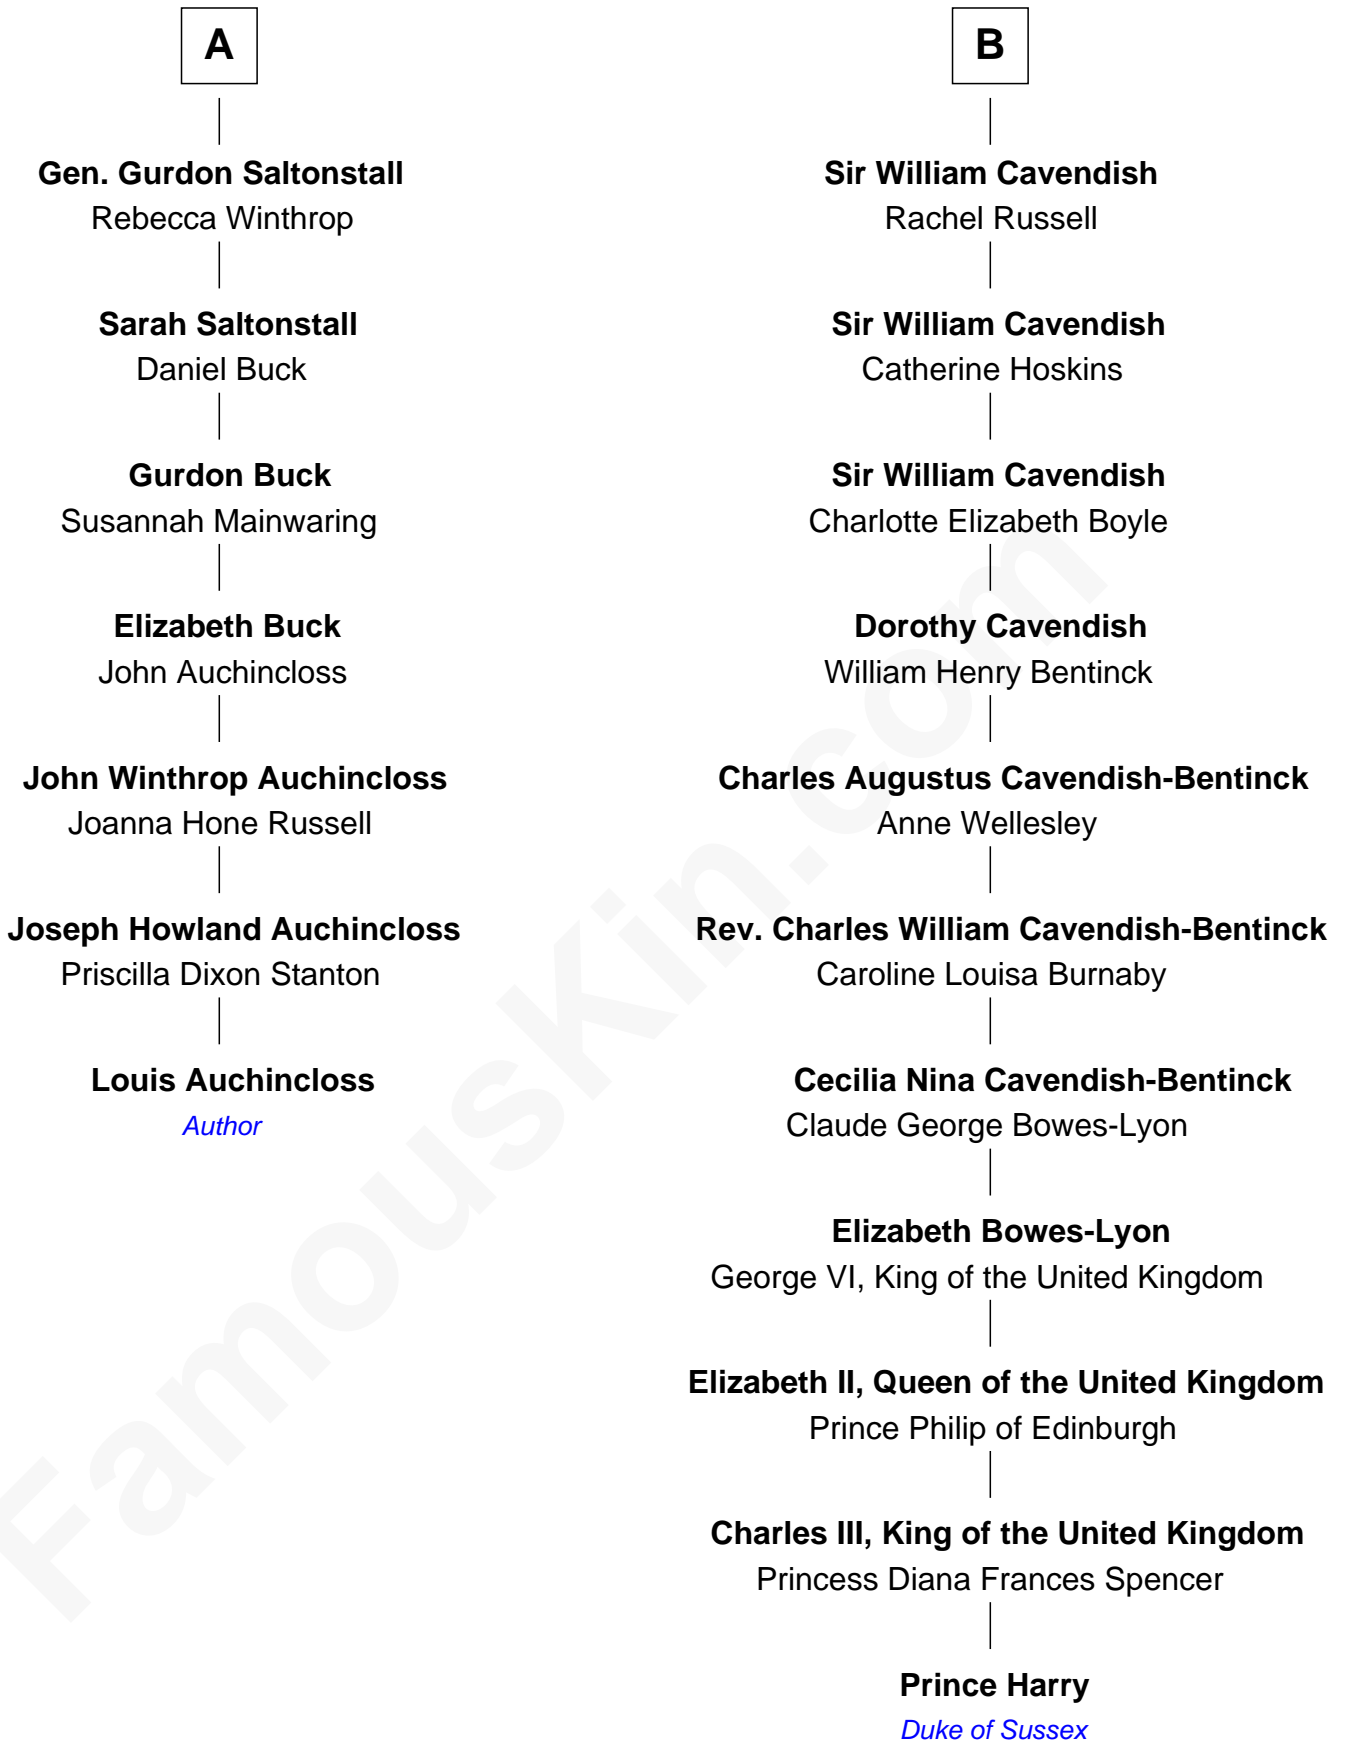 A
Gen. Gurdon Saltonstall
Rebecca Winthrop
Sarah Saltonstall
Daniel Buck
Gurdon Buck
Susannah Mainwaring
Elizabeth Buck
John Auchincloss
John Winthrop Auchincloss
Joanna Hone Russell
Joseph Howland Auchincloss
Priscilla Dixon Stanton
Louis Auchincloss
Author
B
Sir William Cavendish
Rachel Russell
Sir William Cavendish
Catherine Hoskins
Sir William Cavendish
Charlotte Elizabeth Boyle
Dorothy Cavendish
William Henry Bentinck
Charles Augustus Cavendish-Bentinck
Anne Wellesley
Rev. Charles William Cavendish-Bentinck
Caroline Louisa Burnaby
Cecilia Nina Cavendish-Bentinck
Claude George Bowes-Lyon
Elizabeth Bowes-Lyon
George VI, King of the United Kingdom
Elizabeth II, Queen of the United Kingdom
Prince Philip of Edinburgh
Charles III, King of the United Kingdom
Princess Diana Frances Spencer
Prince Harry
Duke of Sussex
FamousKin.com